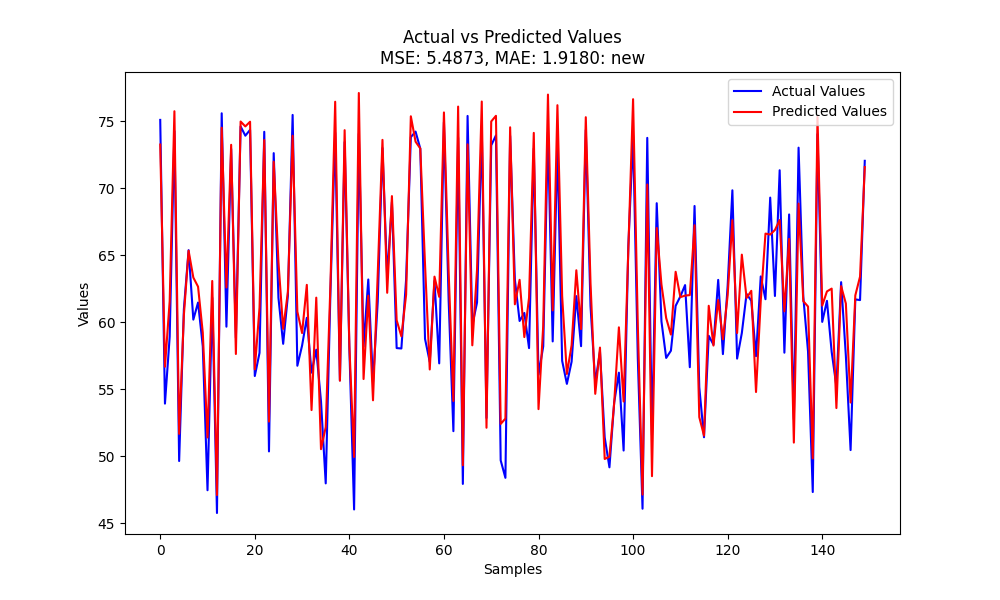 Actual vs Predicted Values
MSE: 5.4873, MAE: 1.9180: new
Actual Values
Predicted Values
75
70
65
60
55
50
45
Values
0 20 40 60 80 100 120 140
Samples